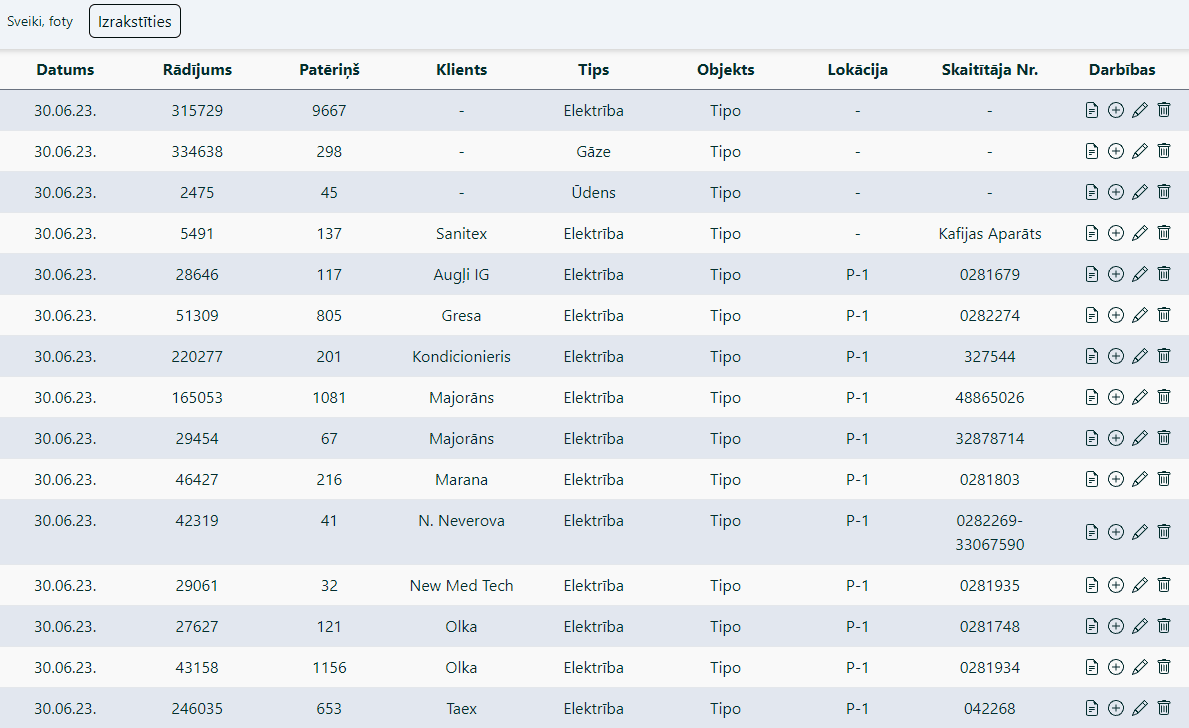 Sveiki, foty Izrakstīties
Datums Rādījums Patēriņš Klients Tips Objekts Lokācija Skaitītāja Nr. Darbības
30.06.23. 315729 9667 - Elektrība Tipo - -
30.06.23. 334638 298 - Gāze Tipo - -
30.06.23. 2475 45 - Ūdens Tipo - -
30.06.23. 5491 137 Sanitex Elektrība Tipo - Kafijas Aparāts
30.06.23. 28646 117 Augļi IG Elektrība Tipo P-1 0281679
30.06.23. 51309 805 Gresa Elektrība Tipo P-1 0282274
30.06.23. 220277 201 Kondicionieris Elektrība Tipo P-1 327544
30.06.23. 165053 1081 Majorāns Elektrība Tipo P-1 48865026
30.06.23. 29454 67 Majorāns Elektrība Tipo P-1 32878714
30.06.23. 46427 216 Marana Elektrība Tipo P-1 0281803
30.06.23. 42319 41 N. Neverova Elektrība Tipo P-1 0282269-
33067590
30.06.23. 29061 32 New Med Tech Elektrība Tipo P-1 0281935
30.06.23. 27627 121 Olka Elektrība Tipo P-1 0281748
30.06.23. 43158 1156 Olka Elektrība Tipo P-1 0281934
30.06.23. 246035 653 Taex Elektrība Tipo P-1 042268